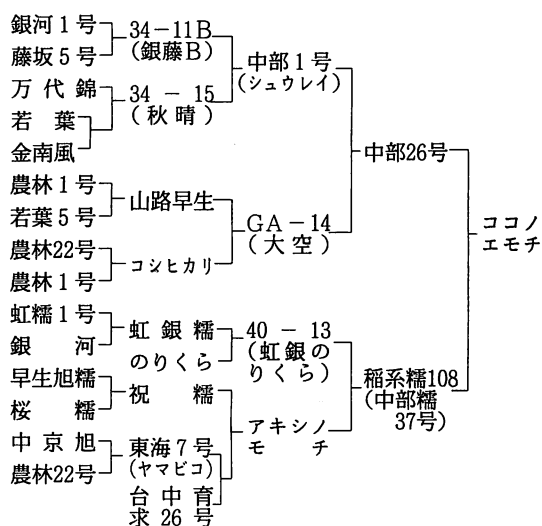 銀河1号
藤坂5号
万代錦
若葉
金南風
農林1号
若葉5号
農林22号
農林1号
虹糯1号
銀河
早生旭糯
桜糯
中京旭
農林22号
34-11B
(銀藤B)
34-15
(秋晴)
山路早生
コシヒカリ
虹銀糯
のりくら
祝糯
東海7号
(ヤマビコ)
台中育
求26号
中部1号
(シュウレイ)
GA-14
(大空)
40-13
(虹銀の
りくら)
アキシノ
モチ
中部26号
稲系糯108
(中部糯
37号)
ココノ
エモチ